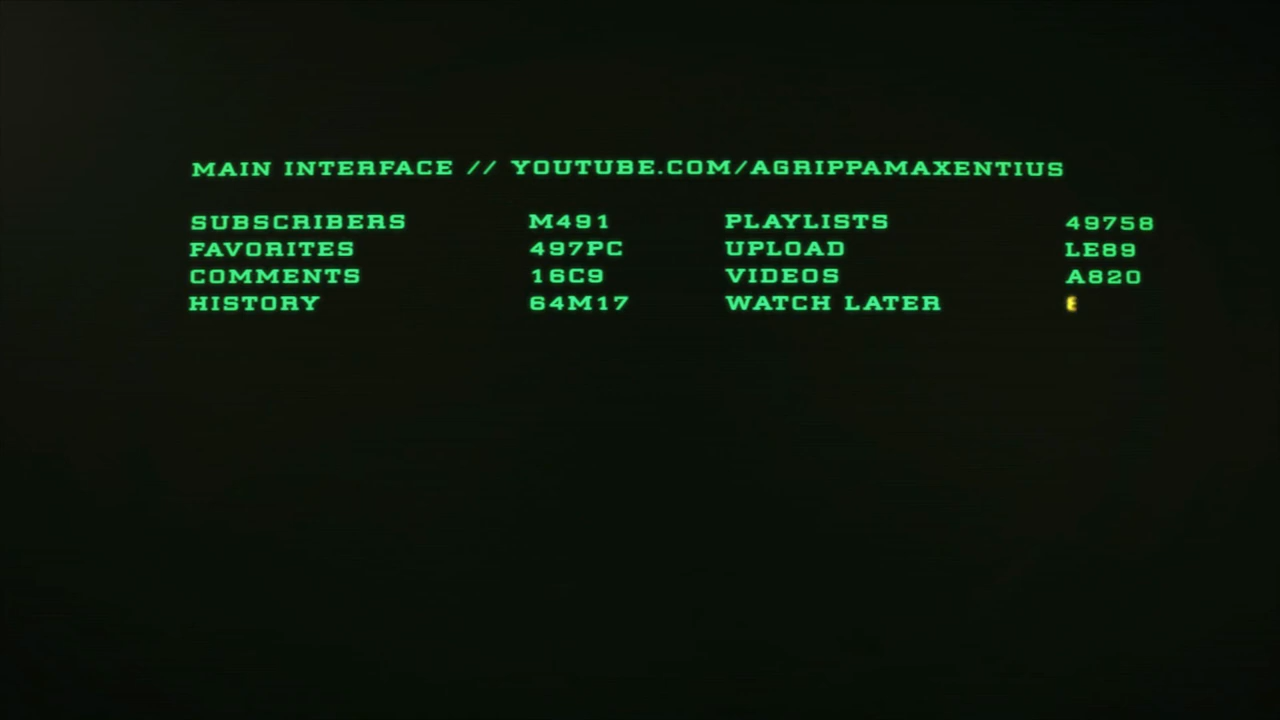 MAIN INTERFACE // YOUTUBE.COM/AGRIPPAMAXENTIUS
SUBSCRIBERS M491 PLAYLISTS 49758
FAVORITES 497PC UPLOAD LE89
COMMENTS 16C9 VIDEOS A820
HISTORY 64M17 WATCH LATER